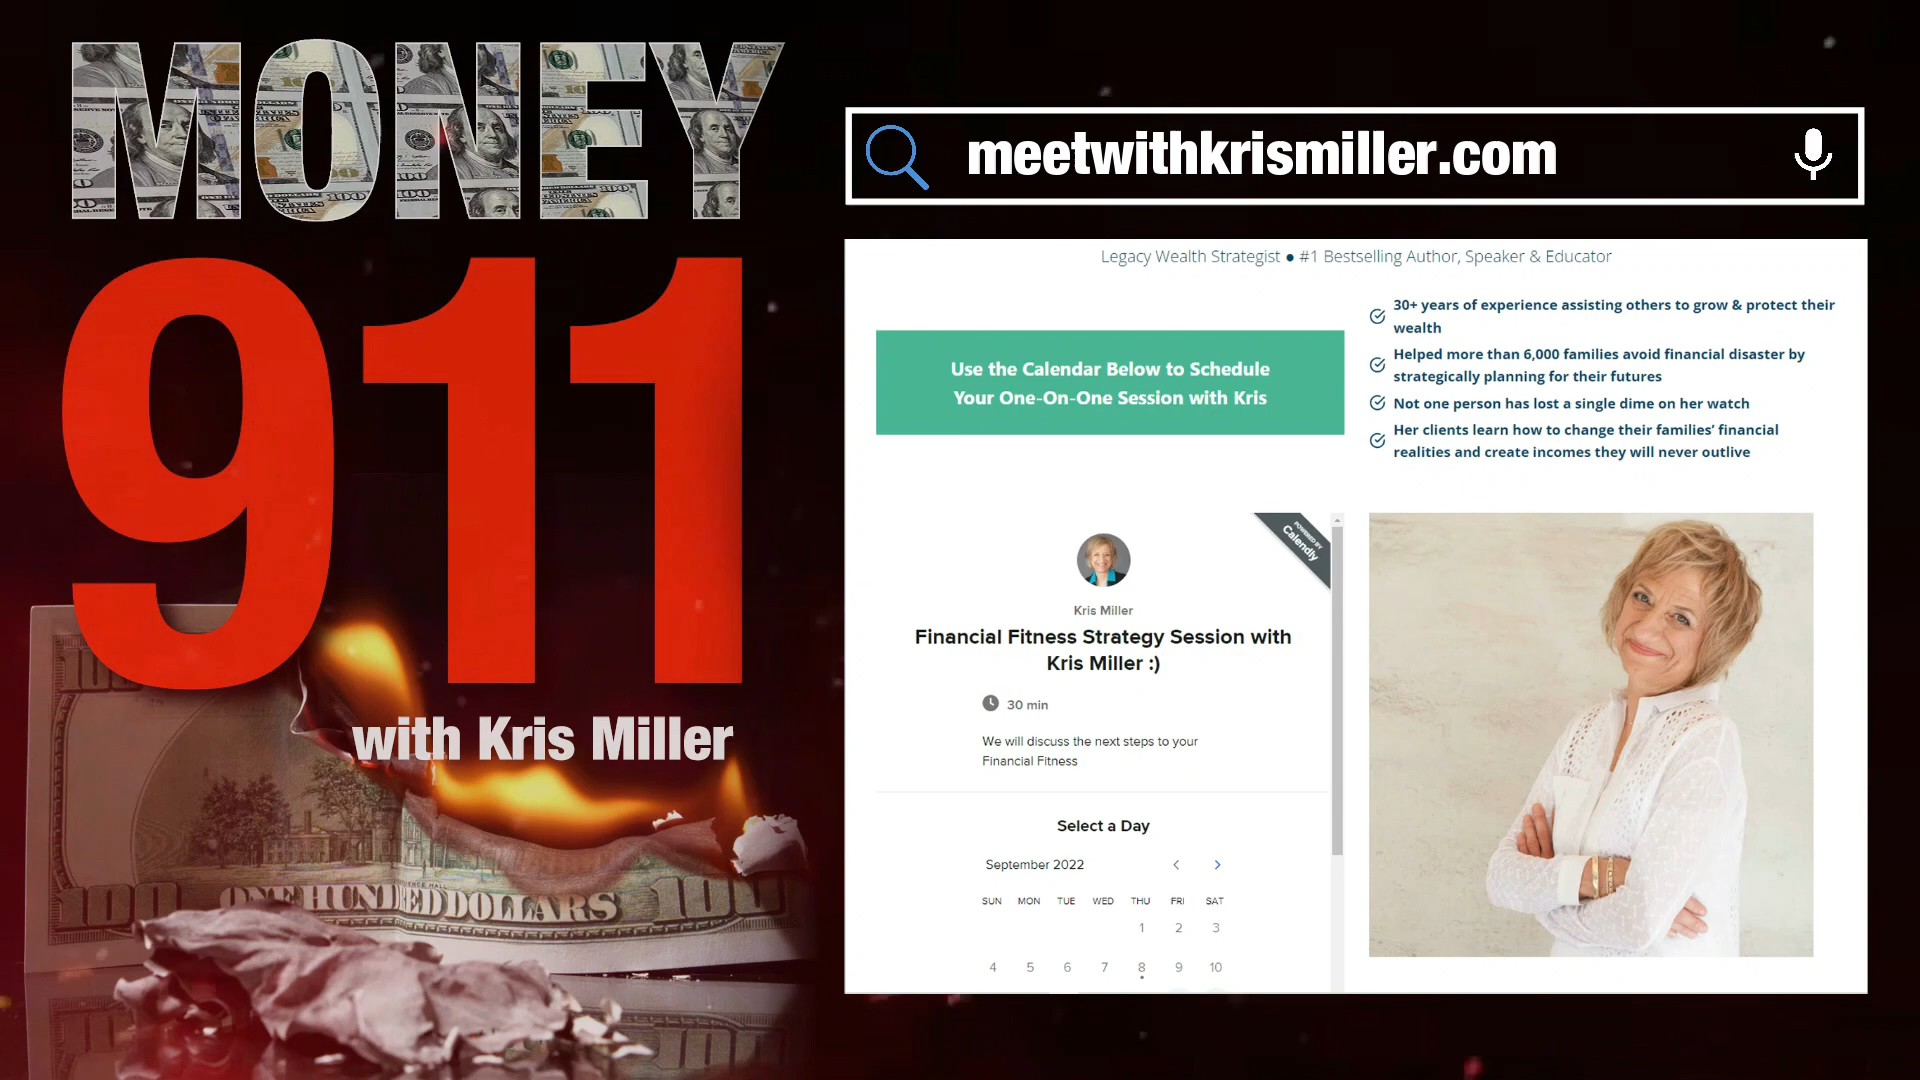 MONEY
911
with Kris Miller
100
ONE HUNDRED DOLLARS
100
meetwithkrismiller.com
Legacy Wealth Strategist ● #1 Bestselling Author, Speaker & Educator
Use the Calendar Below to Schedule
Your One-On-One Session with Kris
30+ years of experience assisting others to grow & protect their
wealth
Helped more than 6,000 families avoid financial disaster by
strategically planning for their futures
Not one person has lost a single dime on her watch
Her clients learn how to change their families’ financial
realities and create incomes they will never outlive
POWERED BY
Calendly
Kris Miller
Financial Fitness Strategy Session with
Kris Miller :)
30 min
We will discuss the next steps to your
Financial Fitness
Select a Day
September 2022
SUN MON TUE WED THU FRI SAT
1 2 3
4 5 6 7 8 9 10